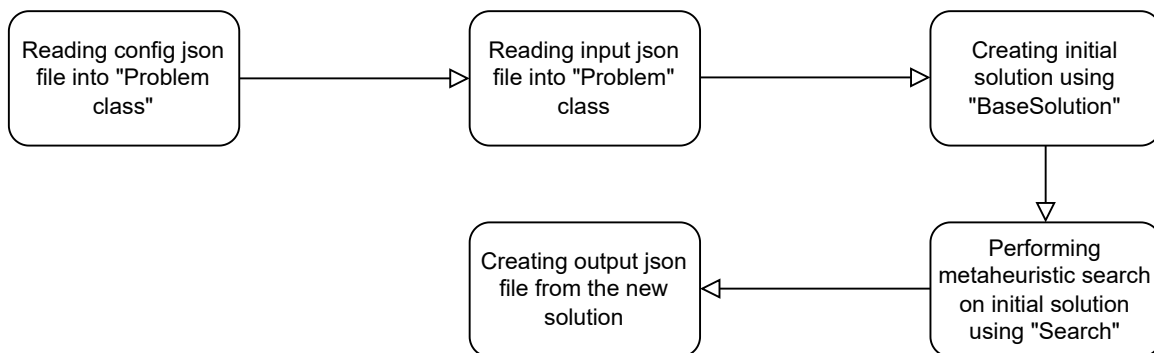 Reading config json
file into "Problem
class"
Reading input json
file into "Problem"
class
Creating initial
solution using
"BaseSolution"
Performing
metaheuristic search
on initial solution
using "Search"
Creating output json
file from the new
solution